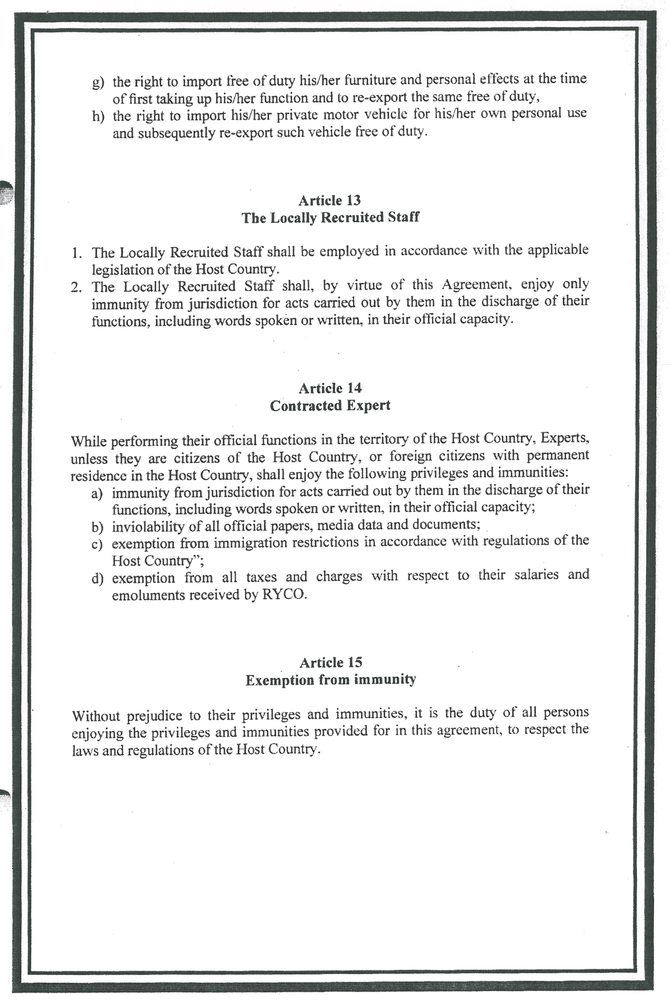 g) the right to import free of duty his/her furniture and personal effects at the time
of first taking up his/her function and to re-export the same free of duty,
h) the right to import his/her private motor vehicle for his/her own personal use
and subsequently re-export such vehicle free of duty.
Article 13
The Locally Recruited Staff
1. The Locally Recruited Staff shall be employed in accordance with the applicable
legislation of the Host Country.
2. The Locally Recruited Staff shall, by virtue of this Agreement, enjoy only
immunity from jurisdiction for acts carried out by them in the discharge of their
functions, including words spoken or written, in their official capacity.
Article 14
Contracted Expert
While performing their official functions in the territory of the Host Country, Experts,
unless they are citizens of the Host Country, or foreign citizens with permanent
residence in the Host Country, shall enjoy the following privileges and immunities:
a) immunity from jurisdiction for acts carried out by them in the discharge of their
functions, including words spoken or written, in their official capacity;
b) inviolability of all official papers, media data and documents;
c) exemption from immigration restrictions in accordance with regulations of the
Host Country”;
d) exemption from all taxes and charges with respect to their salaries and
emoluments received by RYCO.
Article 15
Exemption from immunity
Without prejudice to their privileges and immunities, it is the duty of all persons
enjoying the privileges and immunities provided for in this agreement, to respect the
laws and regulations of the Host Country.